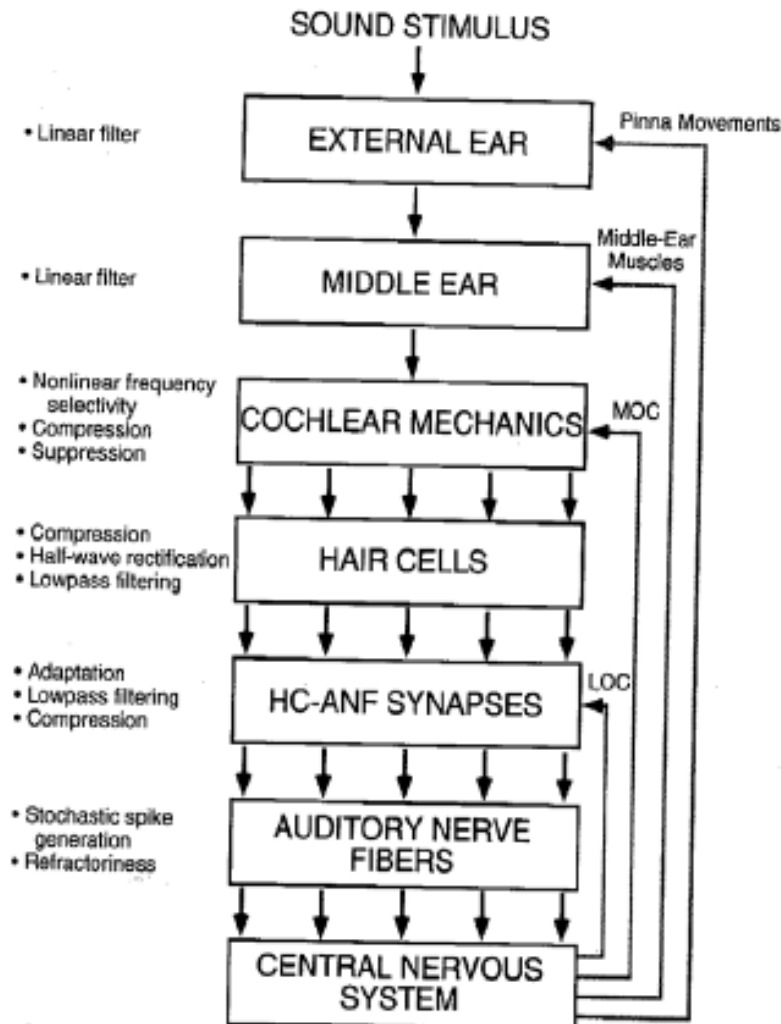 SOUND STIMULUS
• Linear filter
EXTERNAL EAR
Pinna Movements
• Linear filter
MIDDLE EAR
Middle-Ear
Muscles
• Nonlinear frequency
selectivity
• Compression
• Suppression
COCHLEAR MECHANICS
MOC
• Compression
• Half-wave rectification
• Lowpass filtering
HAIR CELLS
• Adaptation
• Lowpass filtering
• Compression
HC-ANF SYNAPSES
LOC
• Stochastic spike
generation
• Refractoriness
AUDITORY NERVE
FIBERS
CENTRAL NERVOUS
SYSTEM